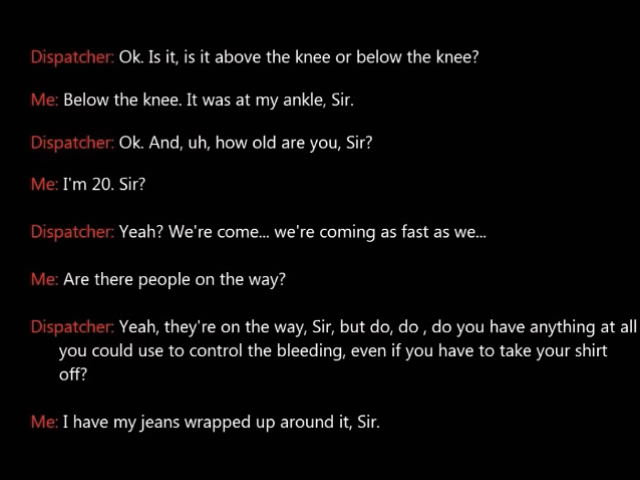 Dispatcher: Ok. Is it, is it above the knee or below the knee?
Me: Below the knee. It was at my ankle, Sir.
Dispatcher: Ok. And, uh, how old are you, Sir?
Me: I'm 20. Sir?
Dispatcher: Yeah? We're come... we're coming as fast as we...
Me: Are there people on the way?
Dispatcher: Yeah, they're on the way, Sir, but do, do , do you have anything at all
you could use to control the bleeding, even if you have to take your shirt
off?
Me: I have my jeans wrapped up around it, Sir.